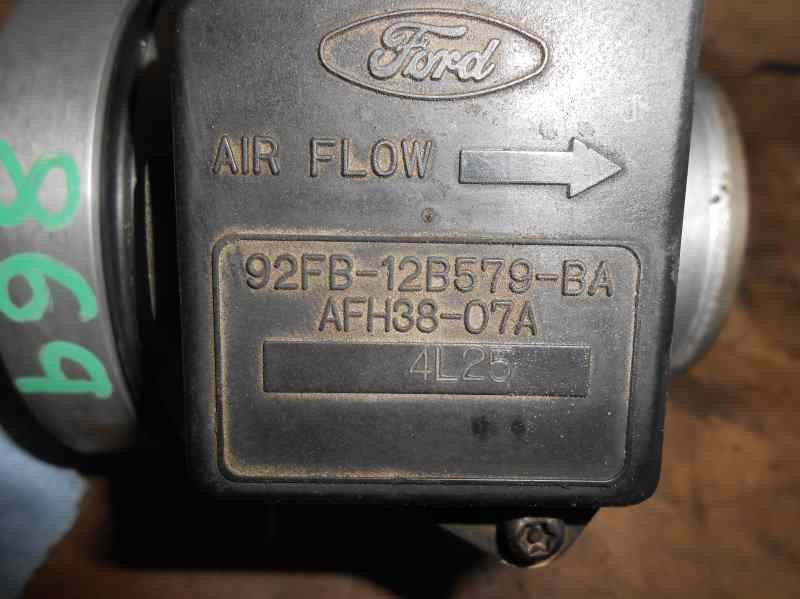 Ford
AIR FLOW
92FB-12B579-BA
AFH38-07A
4L25
869